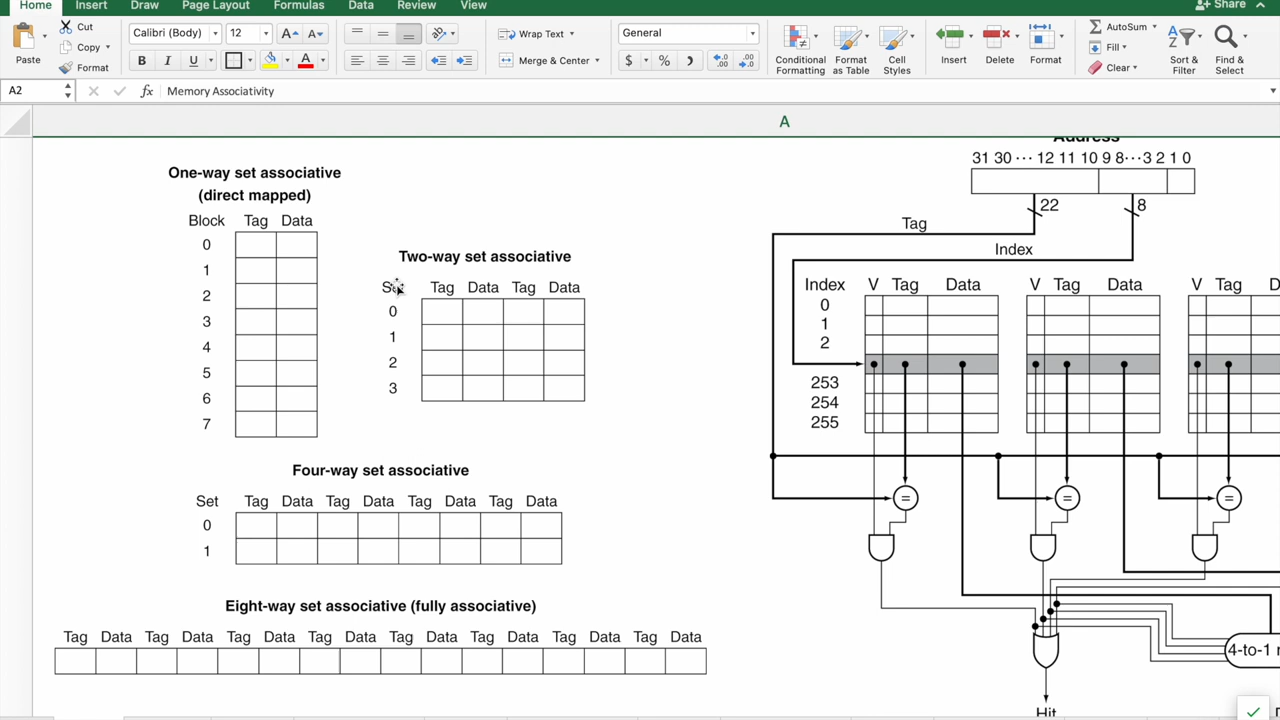 Home Insert Draw Page Layout Formulas Data Review View Share
Cut
Copy
Format
Paste
Calibri (Body) 12
B I U
Wrap Text
Merge & Center
General
$ % )
Conditional Formatting
Format as Table
Cell Styles
Insert
Delete
Format
AutoSum
Fill
Clear
Sort & Filter
Find & Select
A2
fx Memory Associativity
A
One-way set associative
(direct mapped)
Block Tag Data
0
1
2
3
4
5
6
7
Two-way set associative
Set Tag Data Tag Data
0
1
2
3
Four-way set associative
Set Tag Data Tag Data Tag Data Tag Data
0
1
Eight-way set associative (fully associative)
Tag Data Tag Data Tag Data Tag Data Tag Data Tag Data Tag Data Tag Data
Address
31 30 ··· 12 11 10 9 8···3 2 1 0
22 8
Tag
Index
Index V Tag Data V Tag Data V Tag D
0
1
2
253
254
255
= = =
4-to-1
Hit